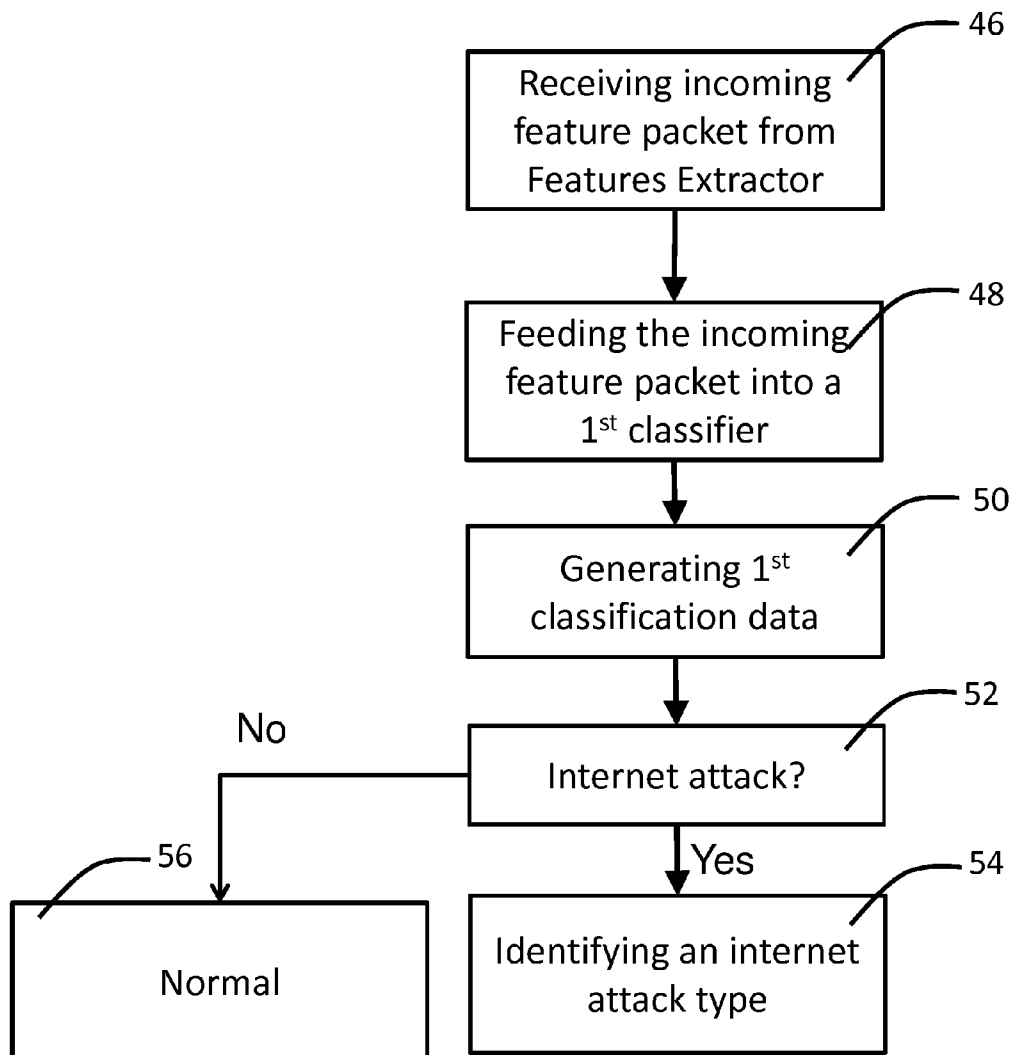 46
Receiving incoming
feature packet from
Features Extractor
48
Feeding the incoming
feature packet into a
1st classifier
50
Generating 1st
classification data
52
Internet attack?
No
Yes
56
Normal
54
Identifying an internet
attack type